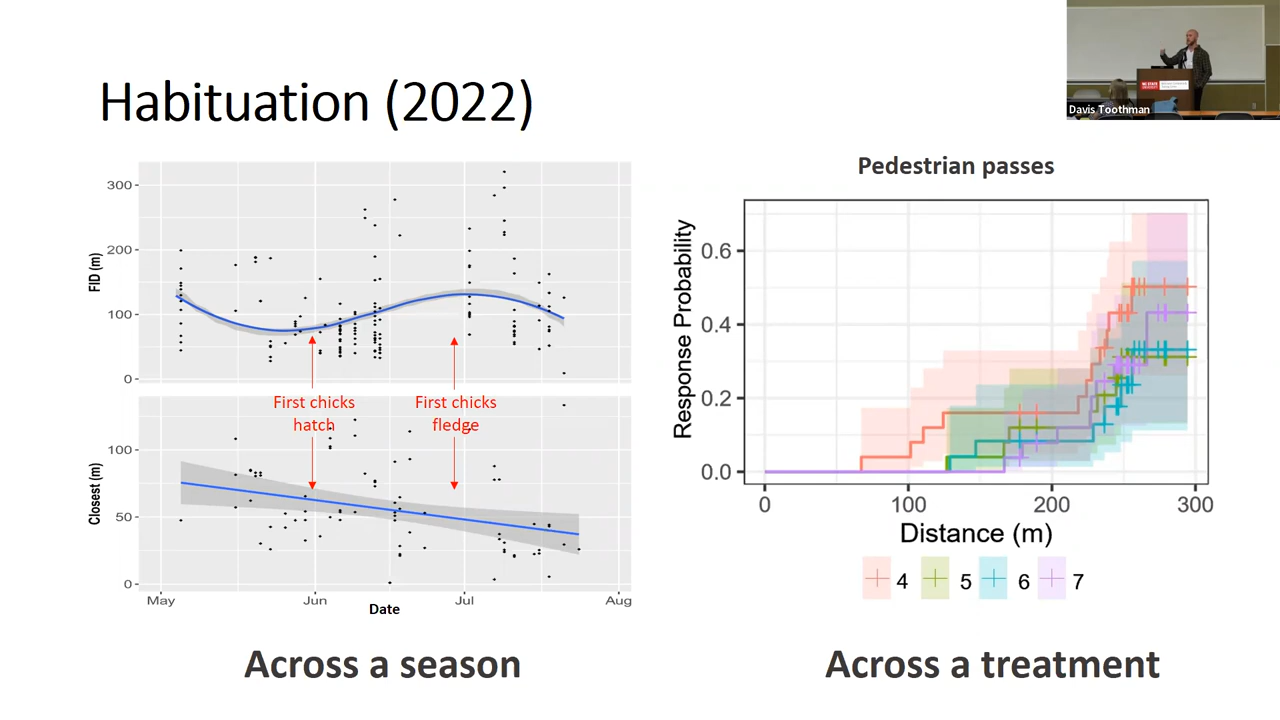 Habituation (2022)
Davis Toothman
300
200
100
0
FID (m)
First chicks
hatch
First chicks
fledge
100
50
0
Closest (m)
May
Jun
Jul
Aug
Date
Across a season
Pedestrian passes
0.6
0.4
0.2
0.0
Response Probability
0
100
200
300
Distance (m)
4
5
6
7
Across a treatment